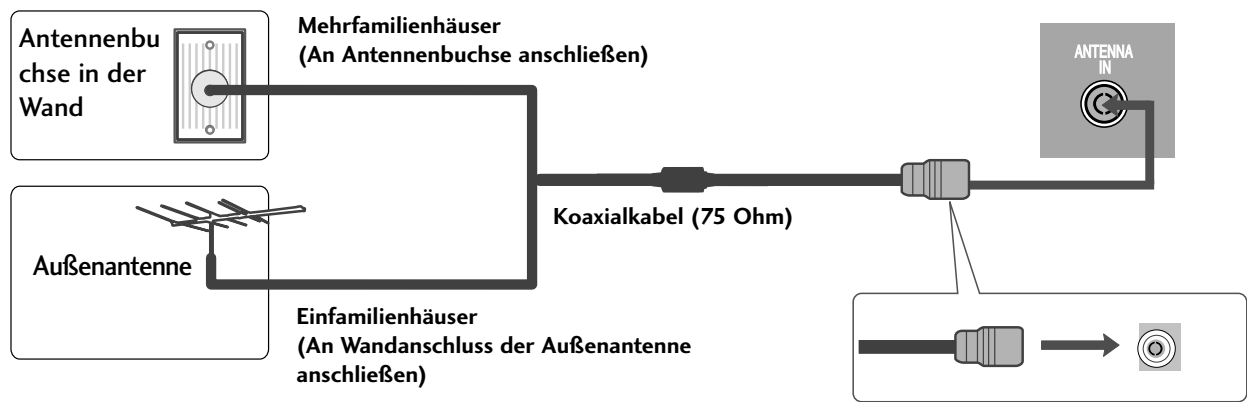 Antennenbu
chse in der
Wand
Mehrfamilienhäuser
(An Antennenbuchse anschließen)
ANTENNA
IN
Koaxialkabel (75 Ohm)
Außenantenne
Einfamilienhäuser
(An Wandanschluss der Außenantenne
anschließen)